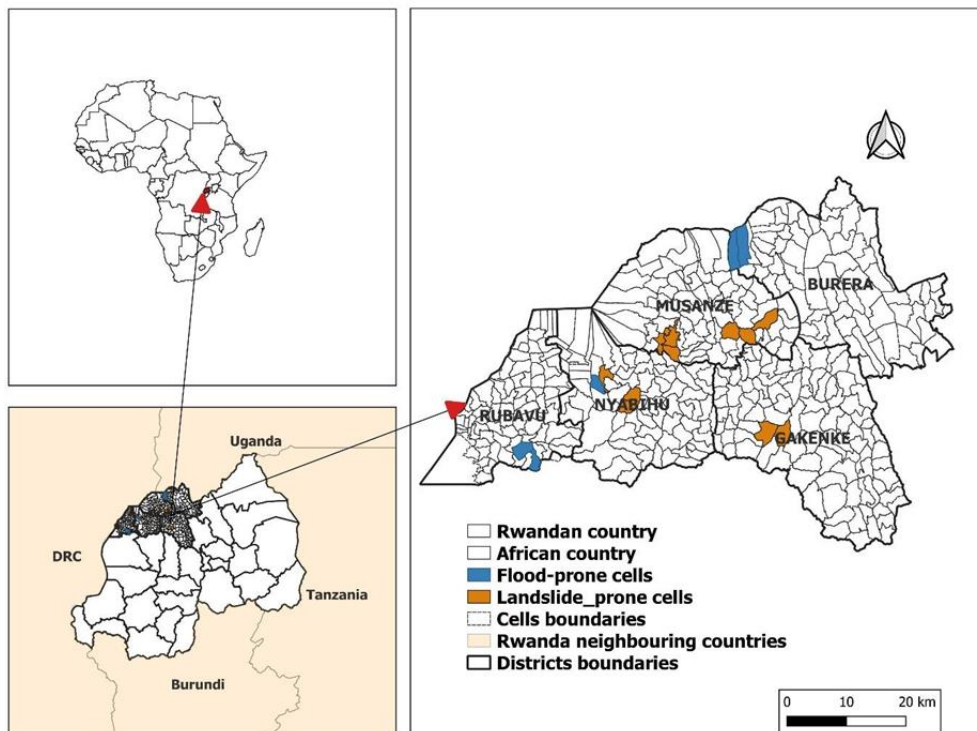 Uganda
DRC
Tanzania
Burundi
BURERA
MUSANZE
RUBAVU
NYABIHU
GAKENKE
Rwandan country
African country
Flood-prone cells
Landslide_prone cells
Cells boundaries
Rwanda neighbouring countries
Districts boundaries
0 10 20 km